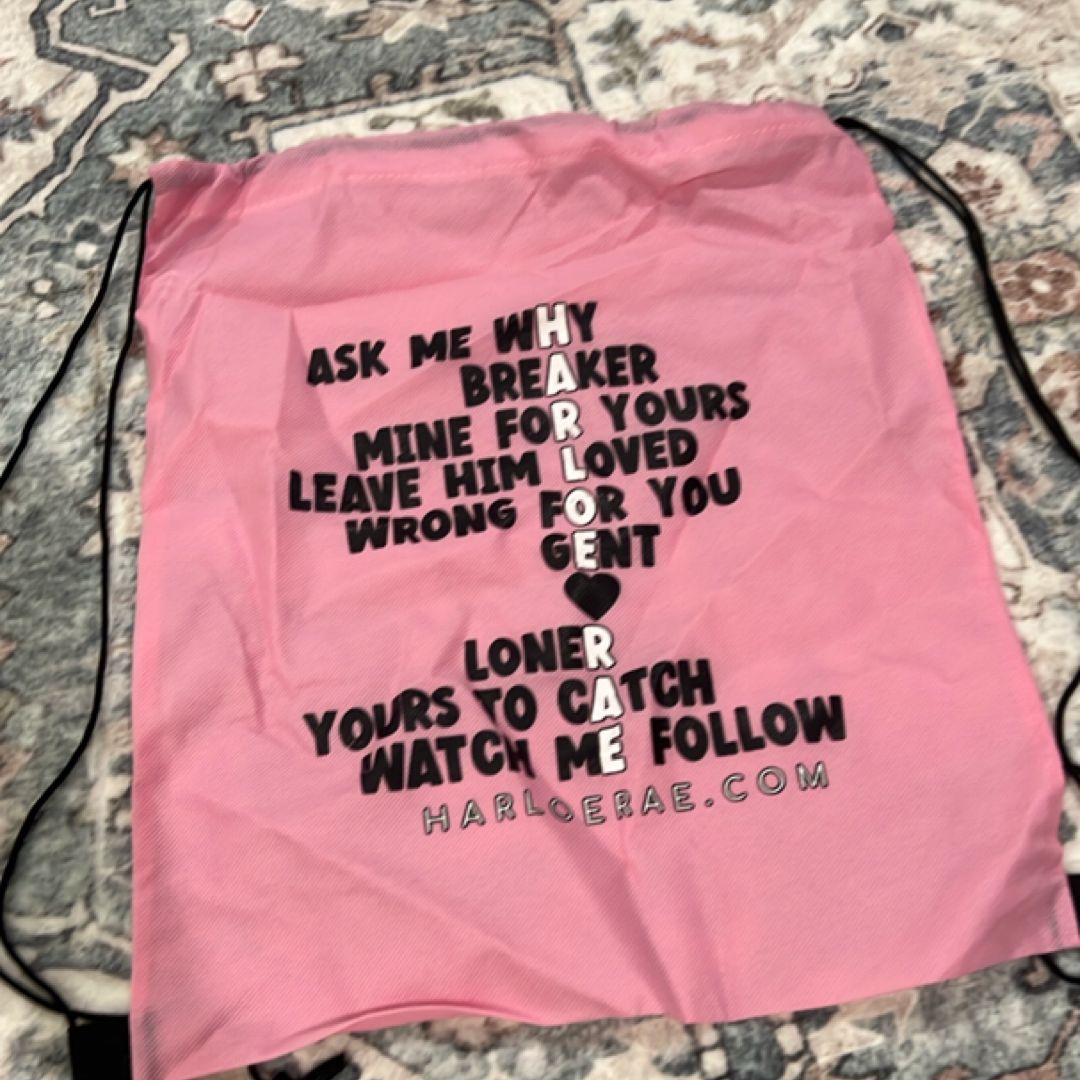 ASK ME WHY
BREAKER
MINE FOR YOURS
LEAVE HIM LOVED
WRONG FOR YOU
GENT
LONER
YOURS TO CATCH
WATCH ME FOLLOW
HARLOERAE.COM